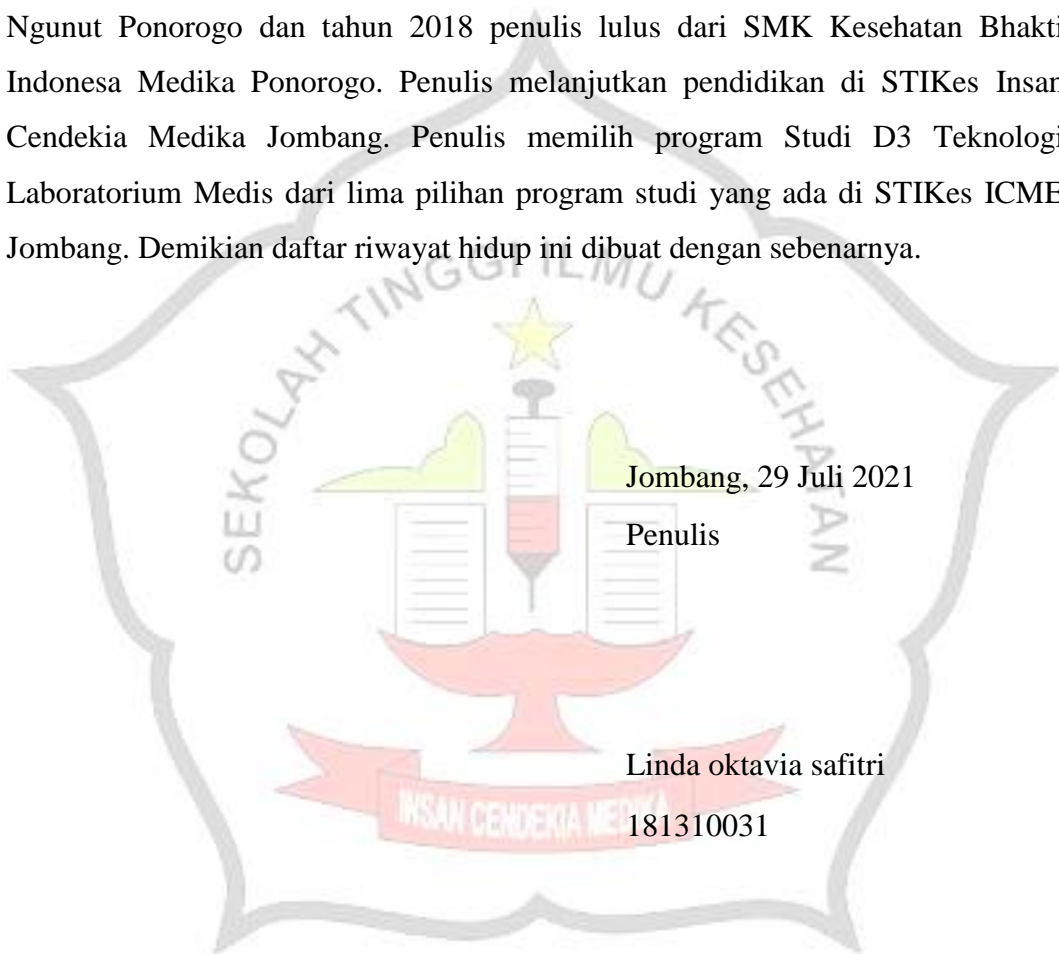 Ngunut Ponorogo dan tahun 2018 penulis lulus dari SMK Kesehatan Bhakti
Indonesa Medika Ponorogo. Penulis melanjutkan pendidikan di STIKes Insan
Cendekia Medika Jombang. Penulis memilih program Studi D3 Teknologi
Laboratorium Medis dari lima pilihan program studi yang ada di STIKes ICME
Jombang. Demikian daftar riwayat hidup ini dibuat dengan sebenarnya.
SEKOLAH TINGGI ILMU KESEHATAN
Jombang, 29 Juli 2021
Penulis
Linda oktavia safitri
INSAN CENDEKIA MEDIKA
181310031